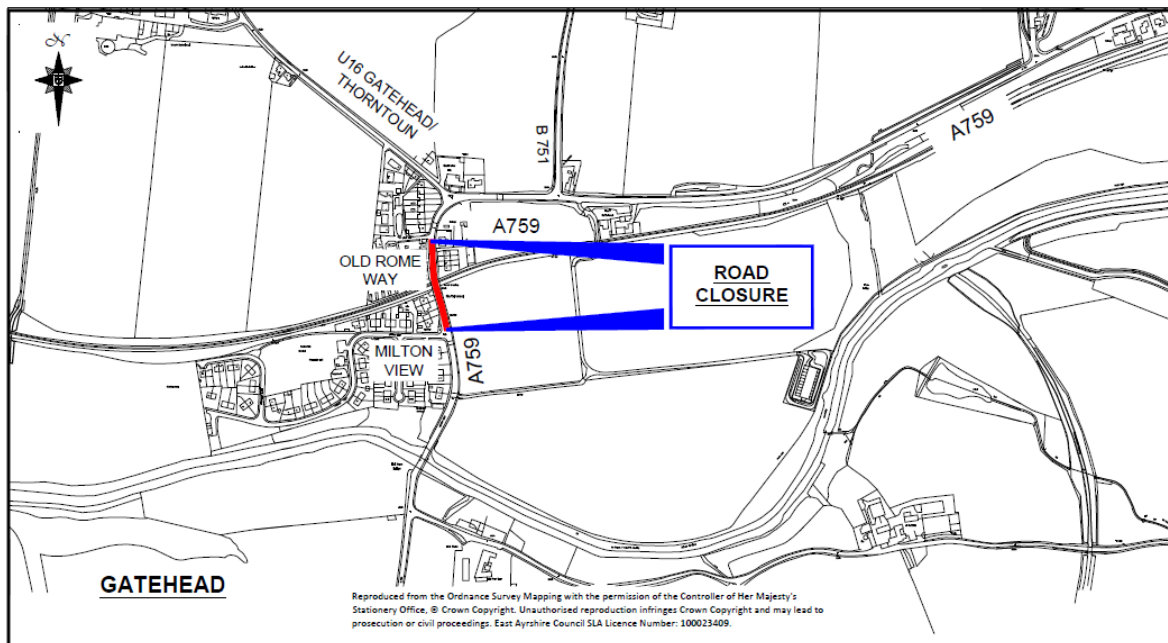 U16 GATEHEAD/
THORNTOUN
B 751
A759
A759
OLD ROME
WAY
ROAD
CLOSURE
MILTON
VIEW
A759
GATEHEAD
Reproduced from the Ordnance Survey Mapping with the permission of the Controller of Her Majesty's
Stationery Office, © Crown Copyright. Unauthorised reproduction infringes Crown Copyright and may lead to
prosecution or civil proceedings. East Ayrshire Council SLA Licence Number: 100023409.